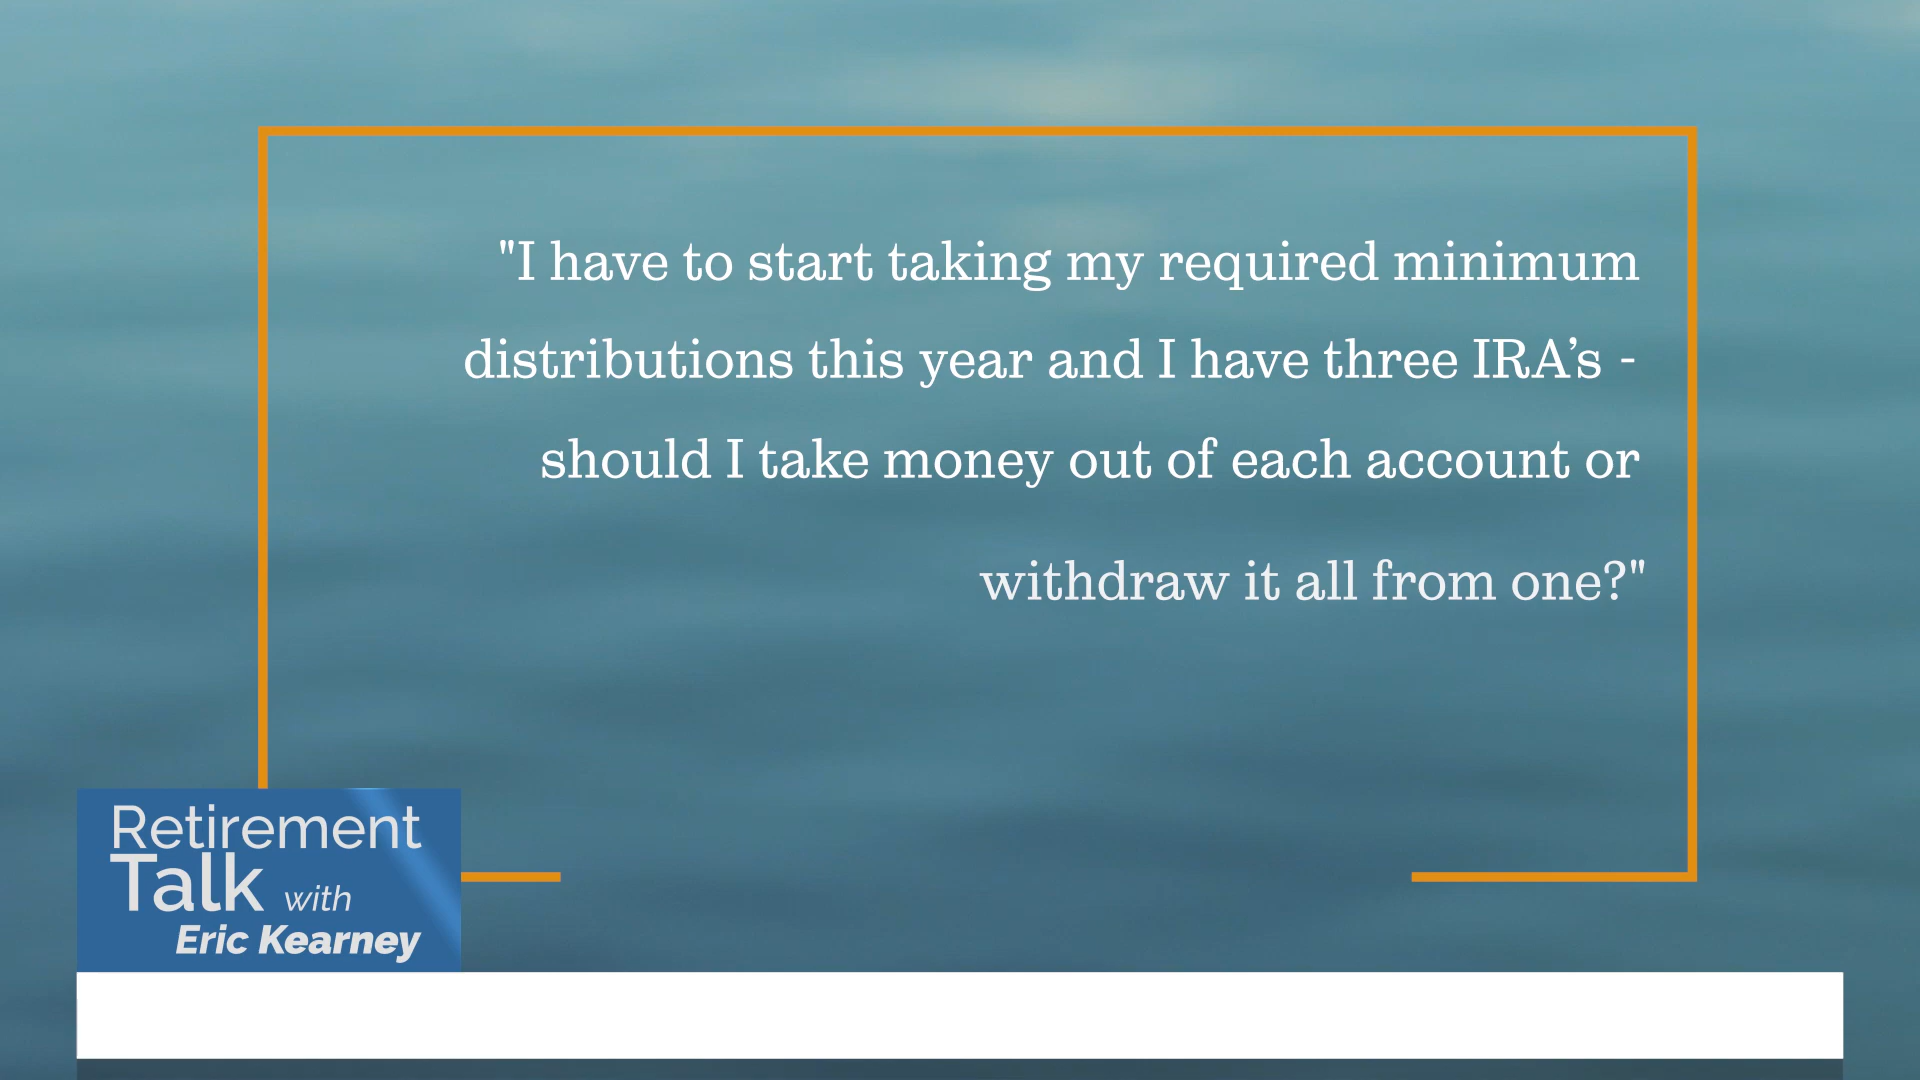 "I have to start taking my required minimum
distributions this year and I have three IRA’s -
should I take money out of each account or
withdraw it all from one?"
Retirement
Talk with
Eric Kearney